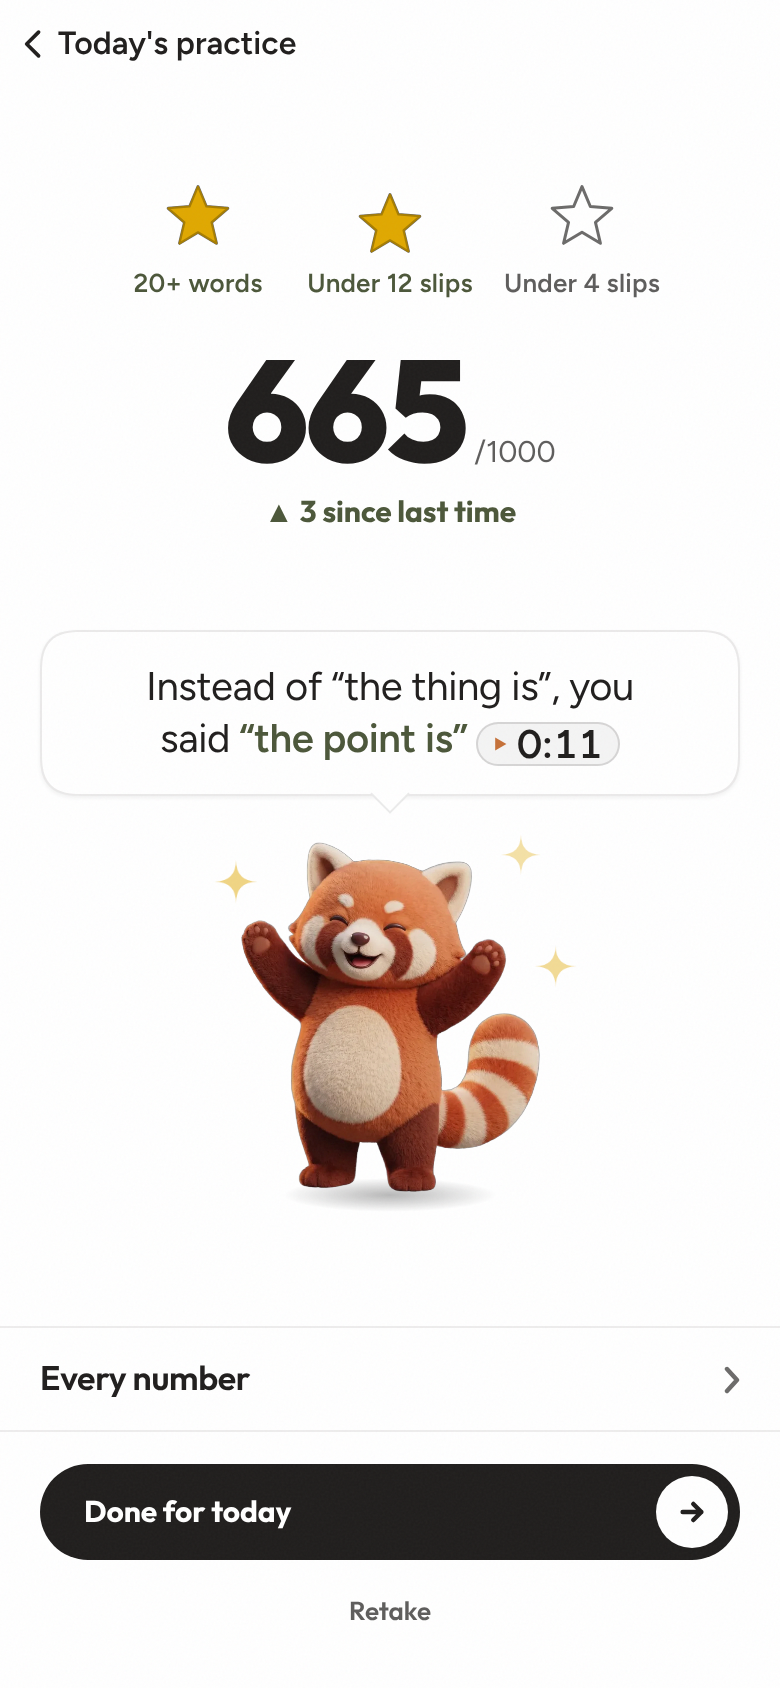 Today's practice
20+ words
Under 12 slips
Under 4 slips
665/1000
▲ 3 since last time
Instead of “the thing is”, you
said “the point is” 0:11
Every number
Done for today
Retake